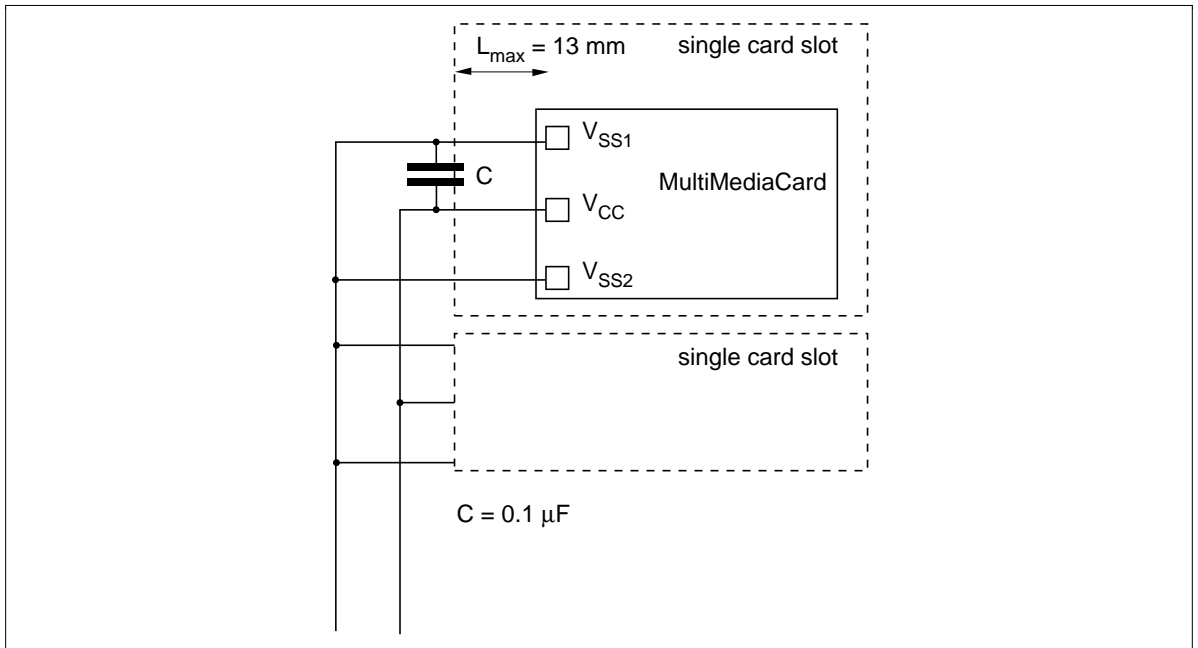 L_max = 13 mm
single card slot
V_SS1
C
MultiMediaCard
V_CC
V_SS2
single card slot
C = 0.1 μF